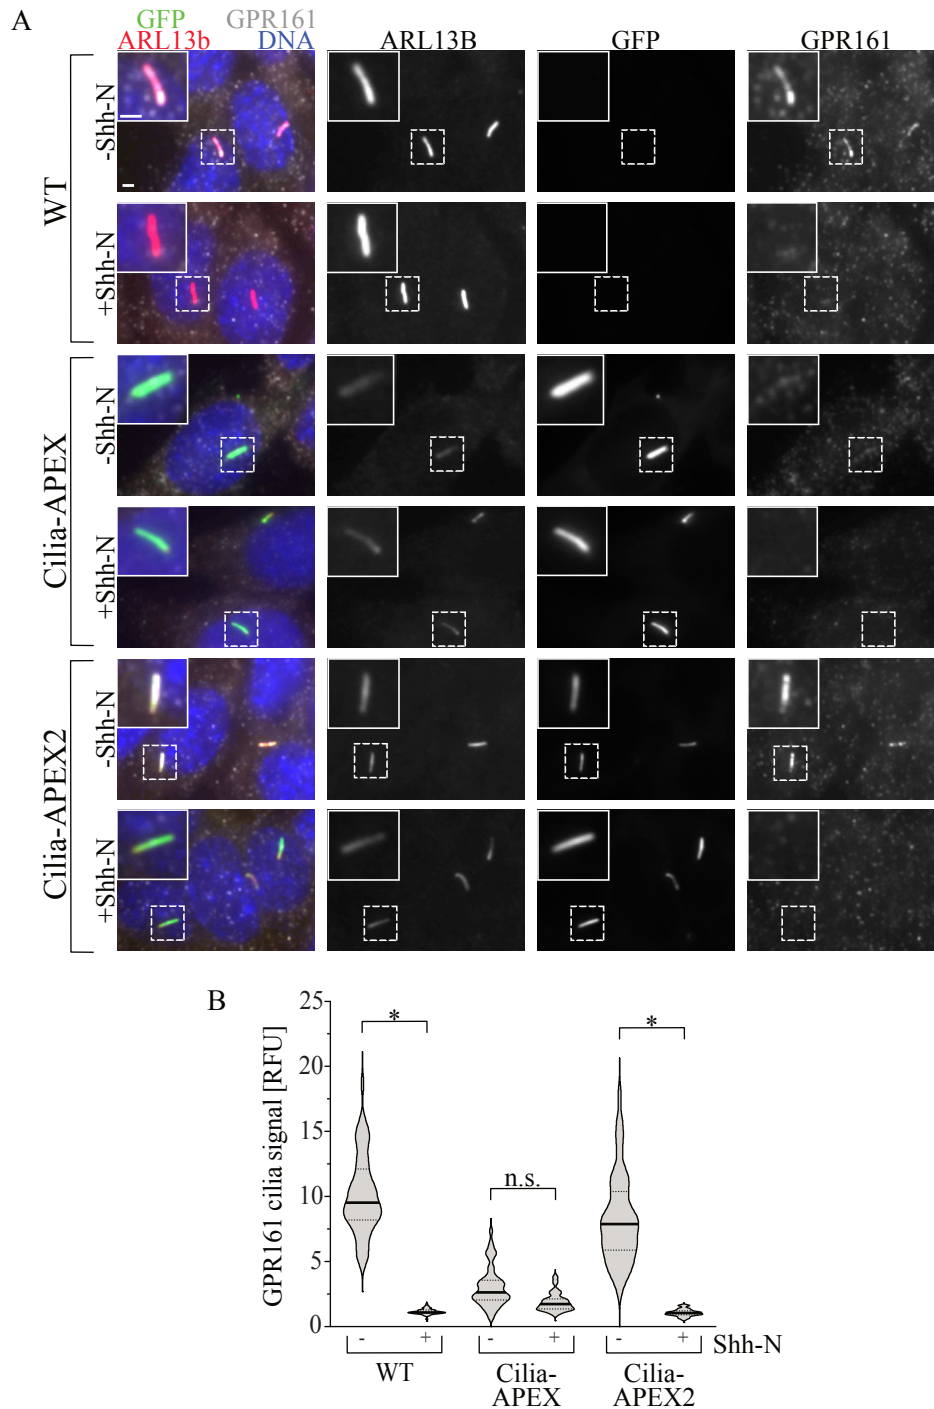 A
GFP GPR161
ARL13b DNA ARL13B GFP GPR161
WT
-Shh-N
+Shh-N
Cilia-APEX
-Shh-N
+Shh-N
Cilia-APEX2
-Shh-N
+Shh-N
B
GPR161 cilia signal [RFU]
25
20
15
10
5
0
*
n.s.
*
- + - + - + Shh-N
WT Cilia- Cilia-
APEX APEX2